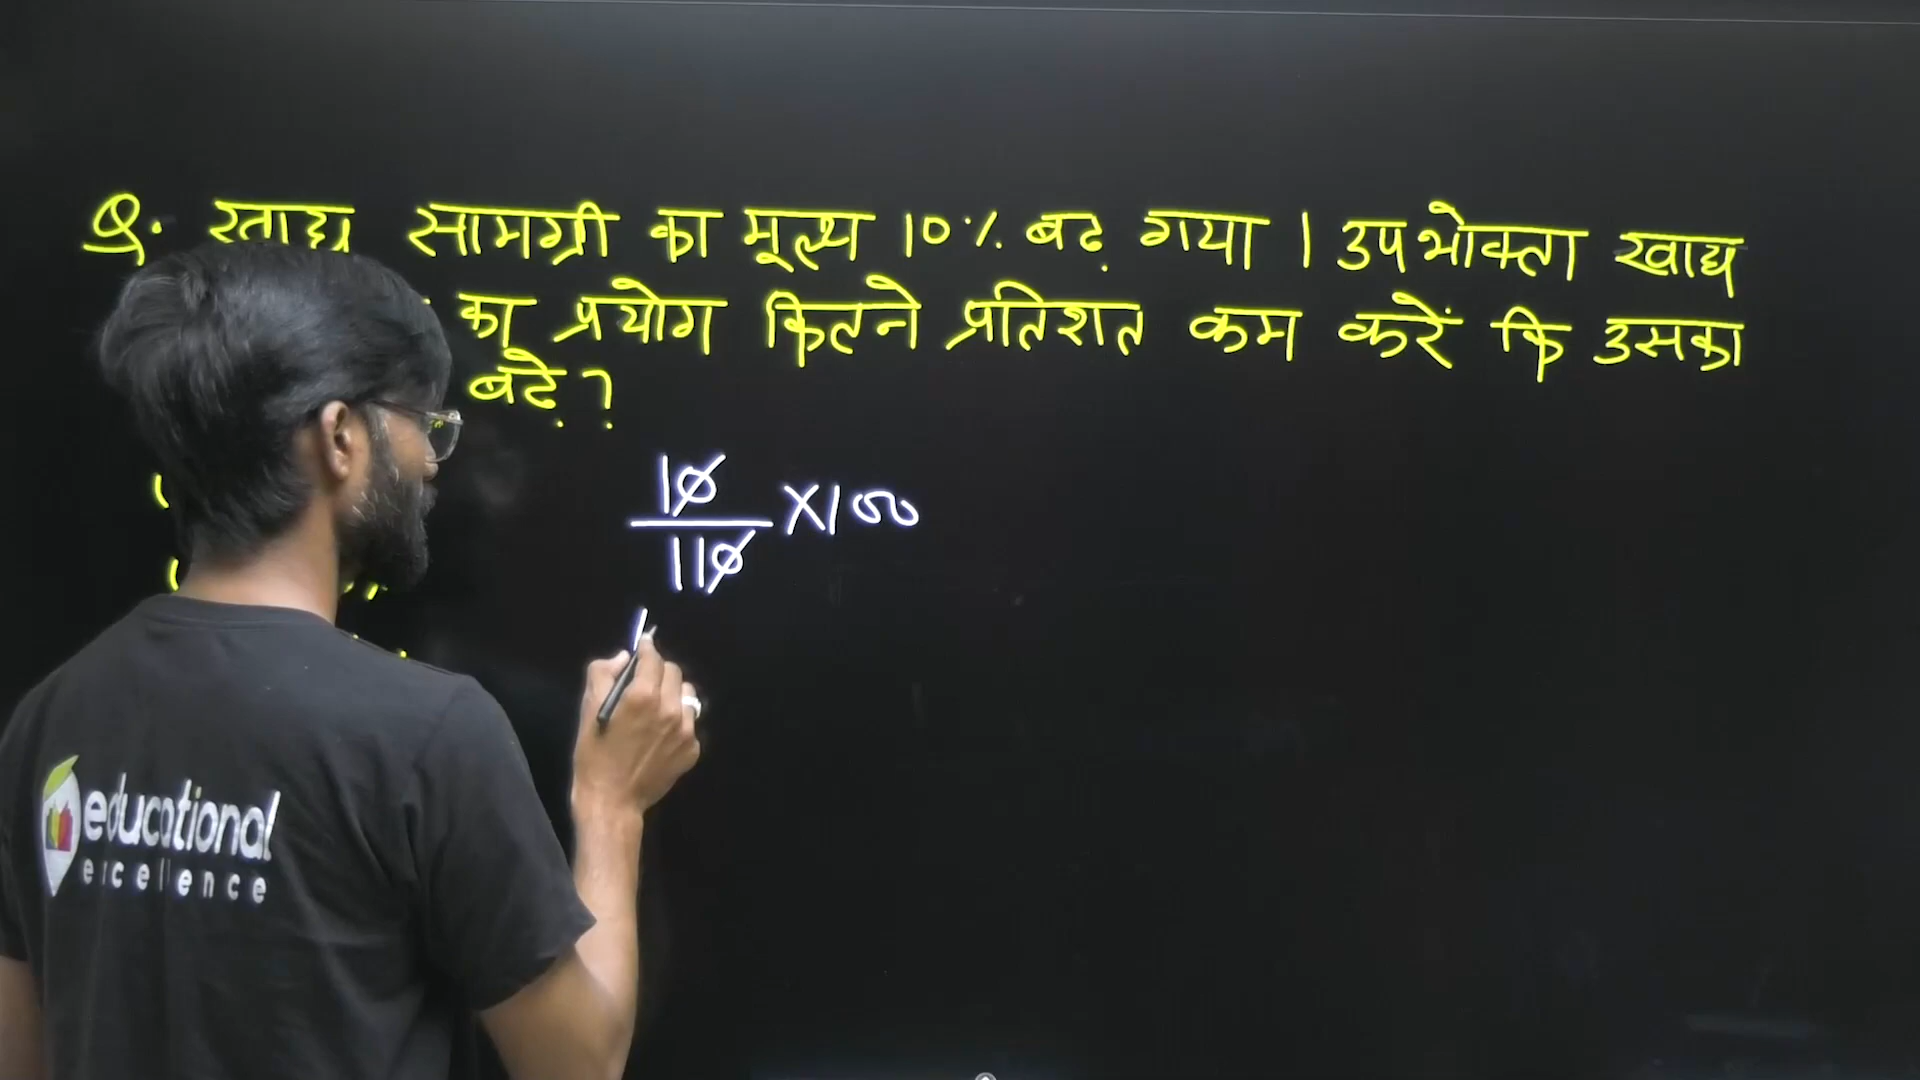 Q. खाद्य सामग्री का मूल्य 10% बढ़ गया । उपभोक्ता खाद्य
का प्रयोग कितने प्रतिशत कम करें कि उसका
बढ़े ?
10
110
×100
educational
excellence